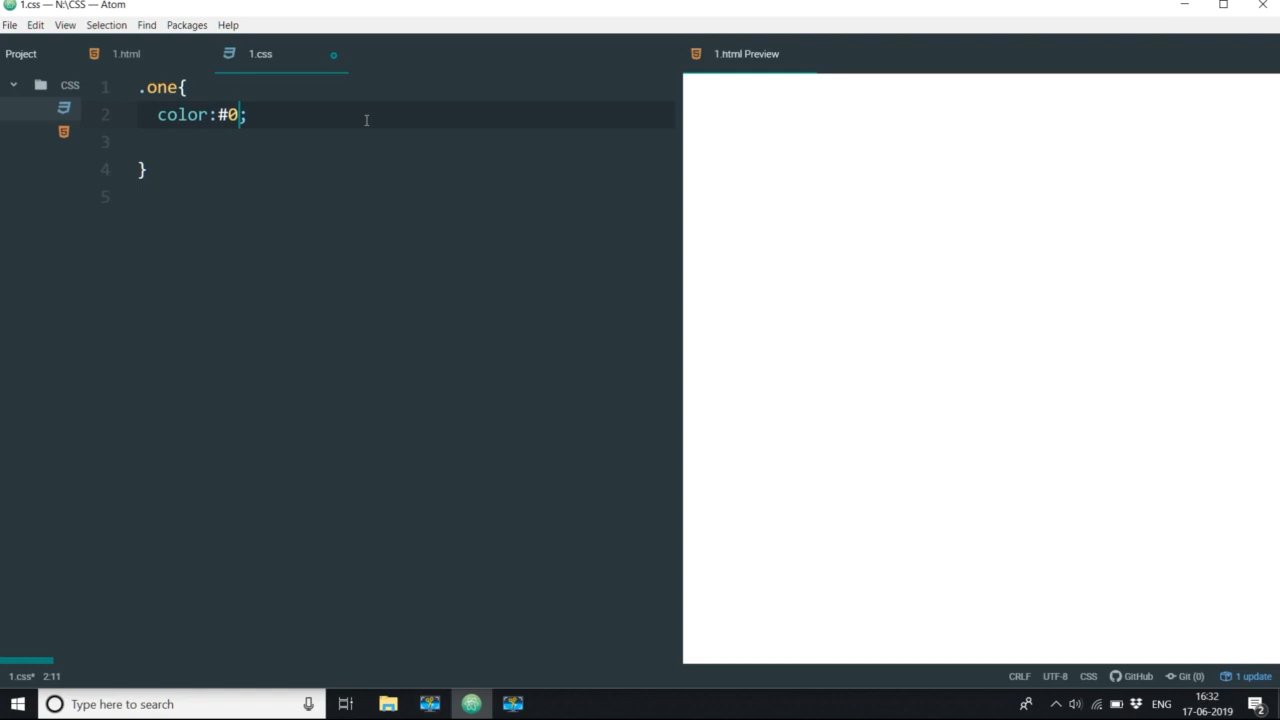 1.css — N:\CSS — Atom
File Edit View Selection Find Packages Help
Project 1.html 1.css 1.html Preview
CSS
1 .one{
2 color:#0;
3
4 }
5
1.css* 2:11 CRLF UTF-8 CSS GitHub Git (0) 1 update
Type here to search ENG 16:32 17-06-2019 2